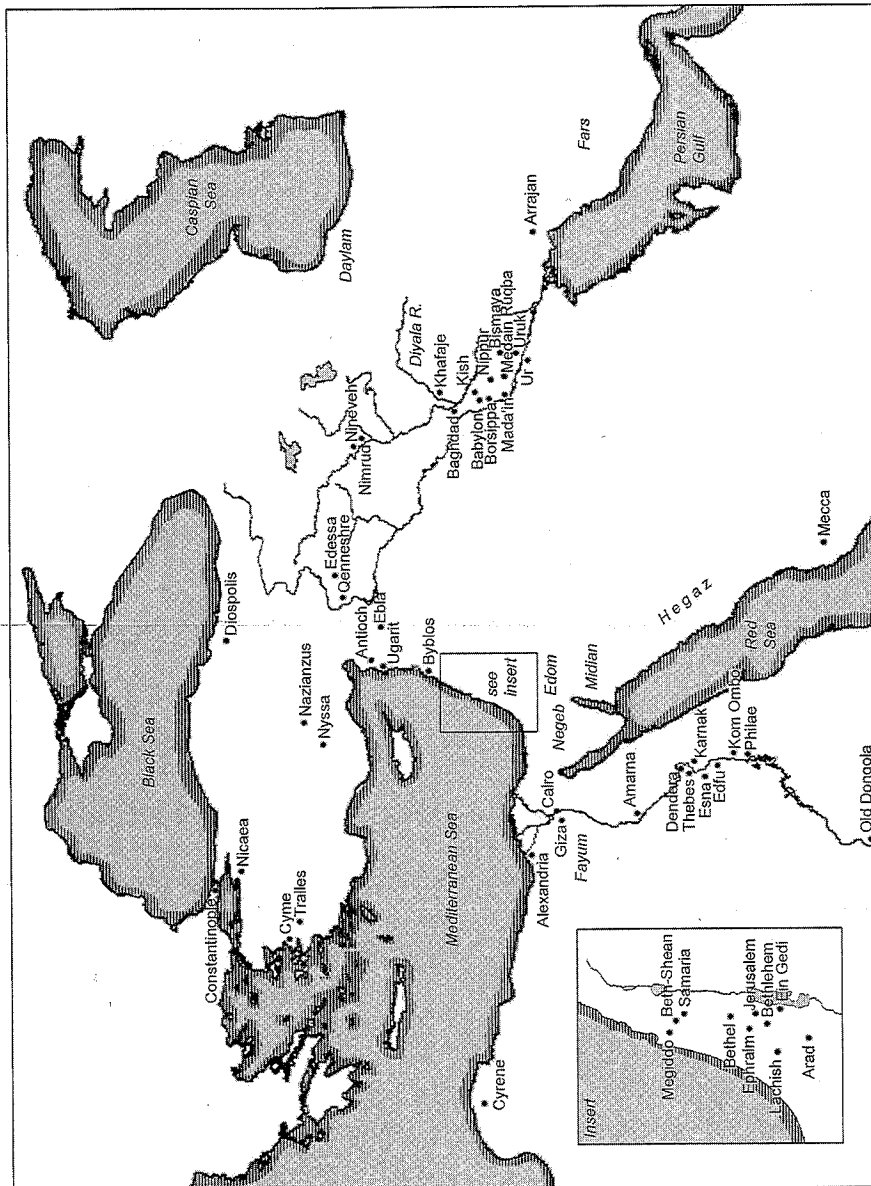 Caspian
Sea
Daylam
Black Sea
Diospolis
Constantinople
Nicaea
Cyme
Tralles
Nazianzus
Nyssa
Edessa
Qenneshre
Antioch
Ebla
Ugarit
Byblos
Nineveh
Nimrud
Diyala R.
Khafaje
Baghdad
Kish
Babylon
Nippur
Borsippa
Bismaya
Mada'in
Medain Ruqba
Uruk
Ur
Arrajan
Fars
Persian
Gulf
Mediterranean Sea
see
insert
Cyrene
Alexandria
Cairo
Giza
Fayum
Negeb
Edom
Midian
Hegaz
Amarna
Dendera
Karnak
Thebes
Esna
Edfu
Kom Ombo
Philae
Red
Sea
Mecca
Old Dongola
Insert
Beth-Shean
Megiddo
Samaria
Bethel
Jerusalem
Ephraim
Bethlehem
Ein Gedi
Lachish
Arad